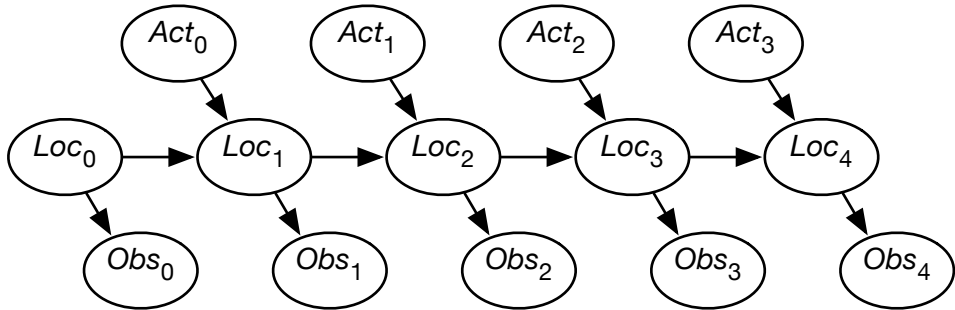 Act0 Act1 Act2 Act3
Loc0 Loc1 Loc2 Loc3 Loc4
Obs0 Obs1 Obs2 Obs3 Obs4